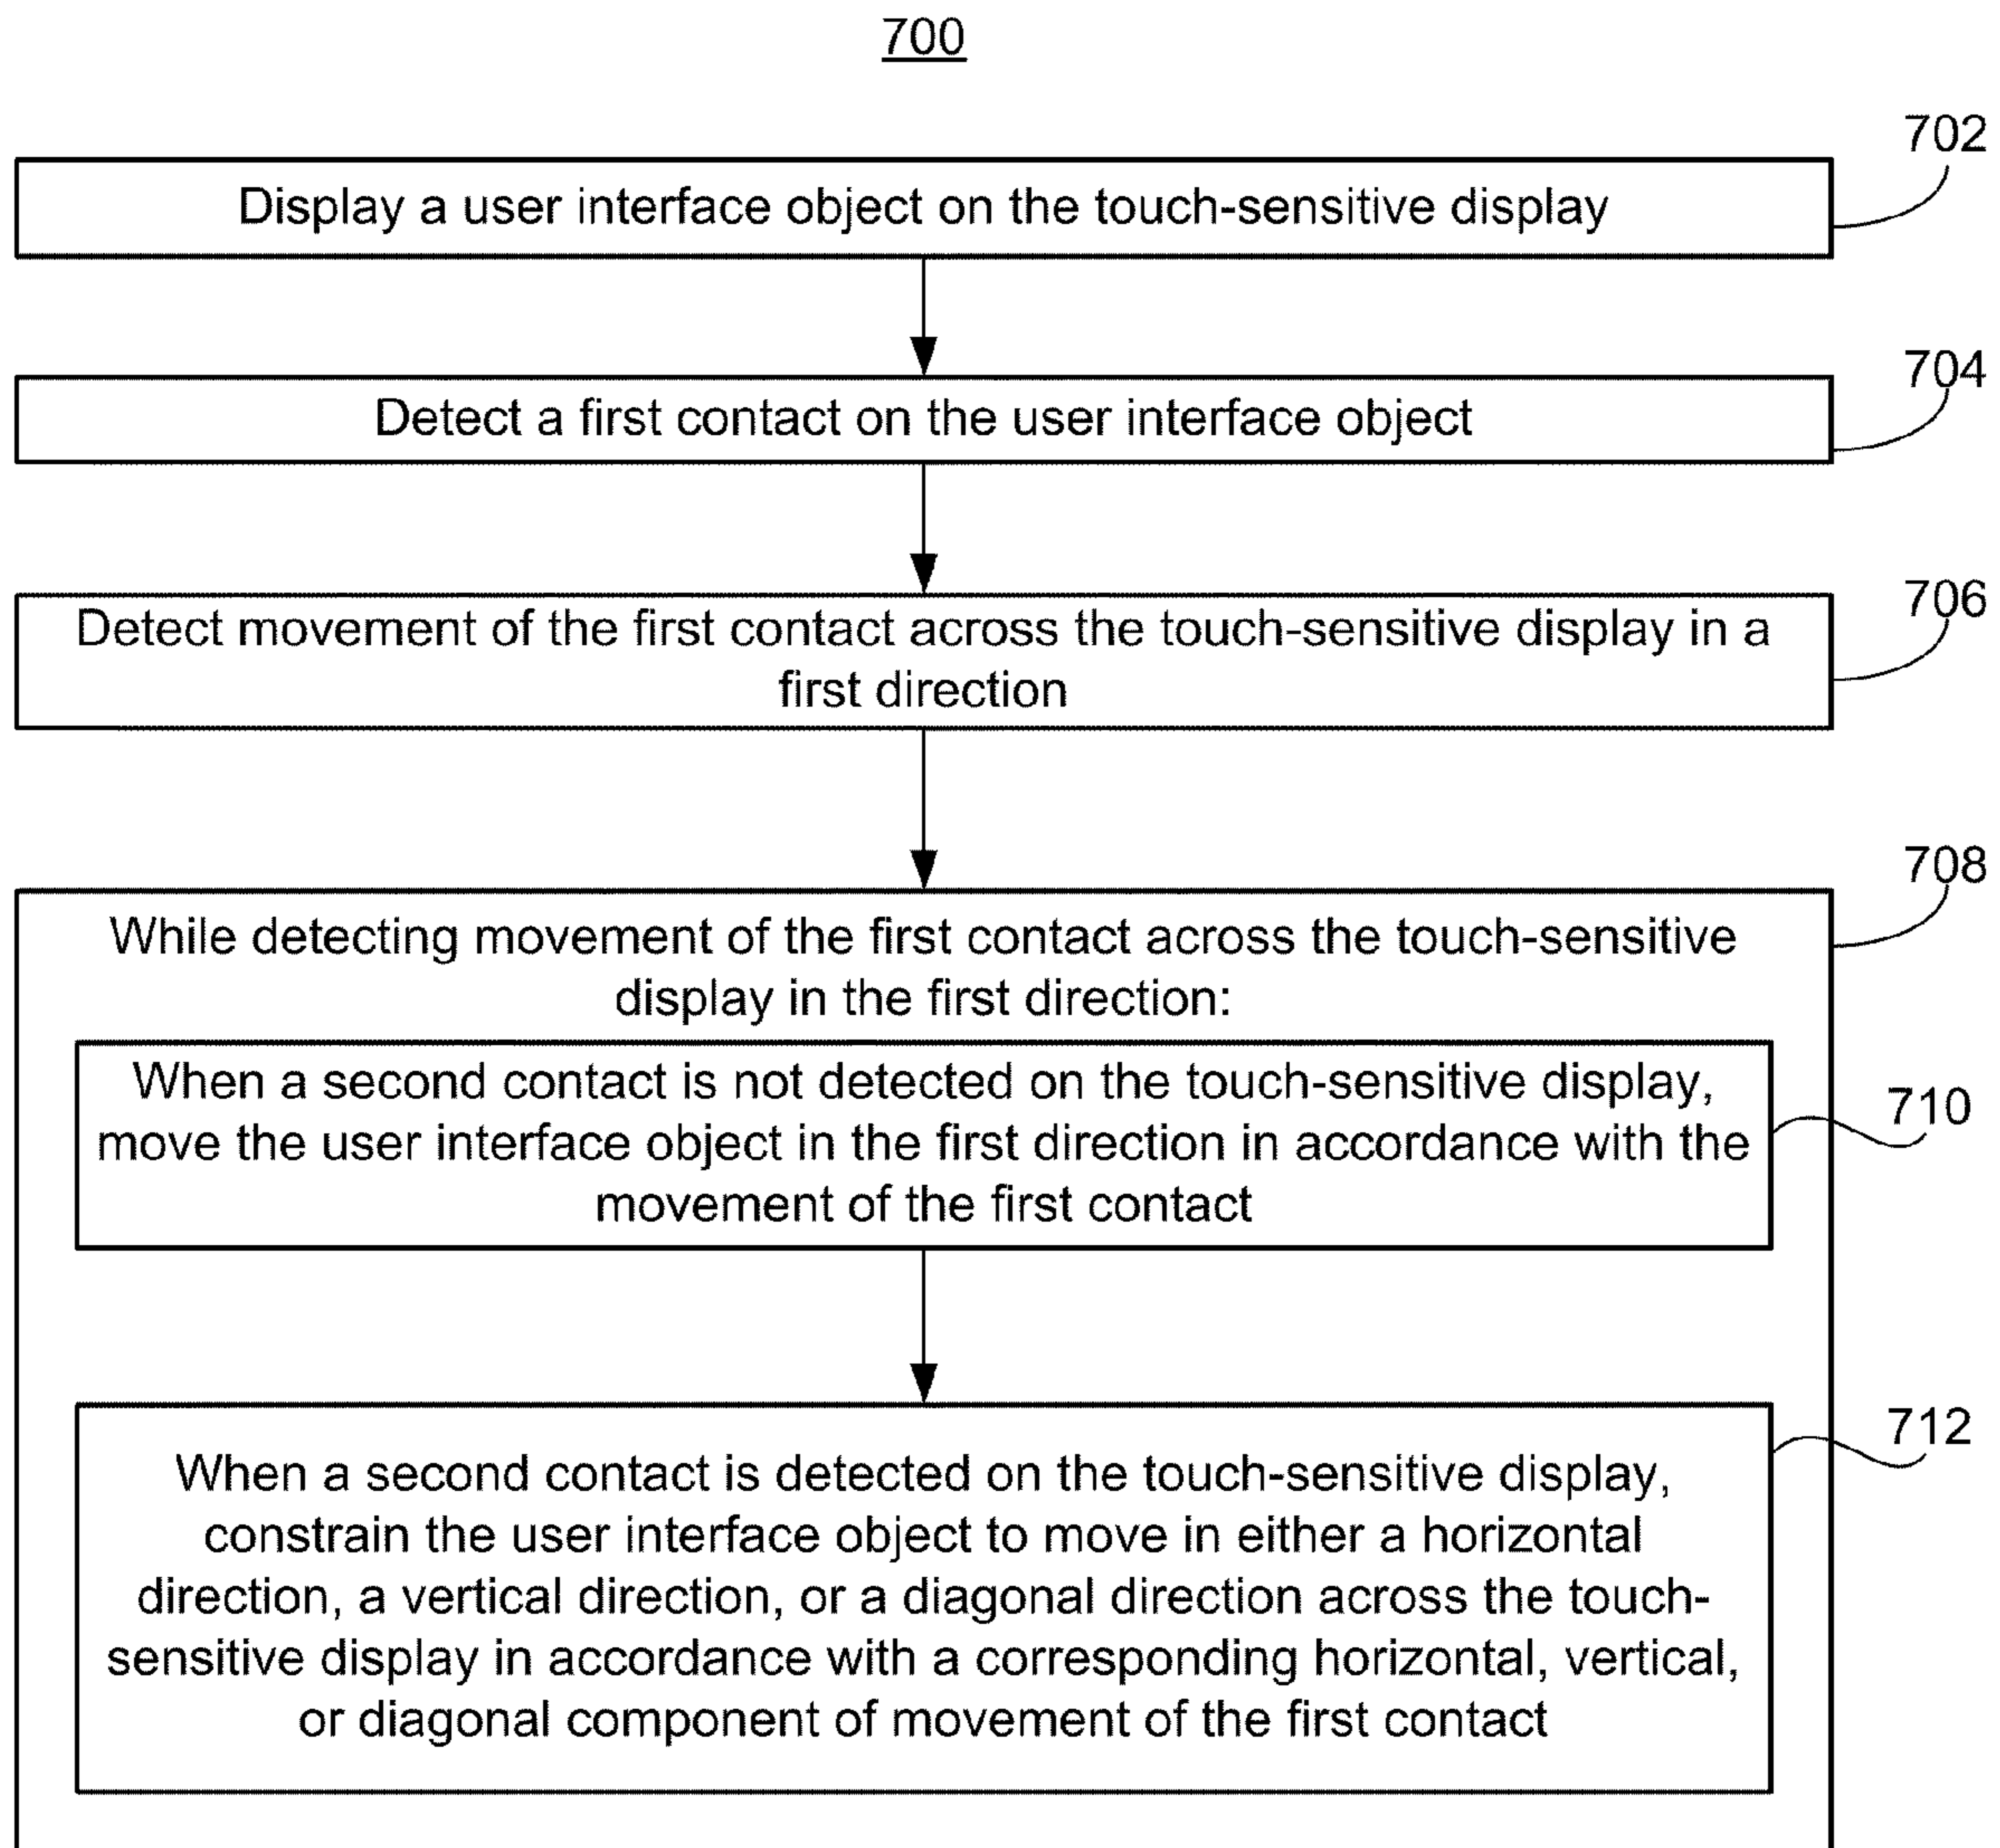 700
702
Display a user interface object on the touch-sensitive display
704
Detect a first contact on the user interface object
706
Detect movement of the first contact across the touch-sensitive display in a
first direction
708
While detecting movement of the first contact across the touch-sensitive
display in the first direction:
When a second contact is not detected on the touch-sensitive display,
move the user interface object in the first direction in accordance with the
movement of the first contact
710
712
When a second contact is detected on the touch-sensitive display,
constrain the user interface object to move in either a horizontal
direction, a vertical direction, or a diagonal direction across the touch-
sensitive display in accordance with a corresponding horizontal, vertical,
or diagonal component of movement of the first contact